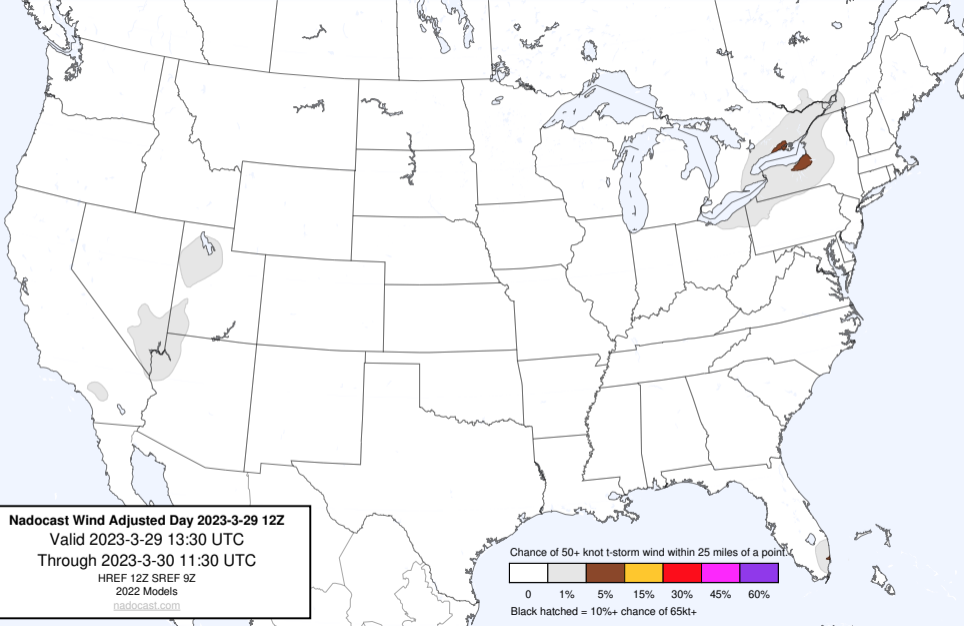 Nadocast Wind Adjusted Day 2023-3-29 12Z
Valid 2023-3-29 13:30 UTC
Through 2023-3-30 11:30 UTC
HREF 12Z SREF 9Z
2022 Models
nadocast.com
Chance of 50+ knot t-storm wind within 25 miles of a point.
0 1% 5% 15% 30% 45% 60%
Black hatched = 10%+ chance of 65kt+